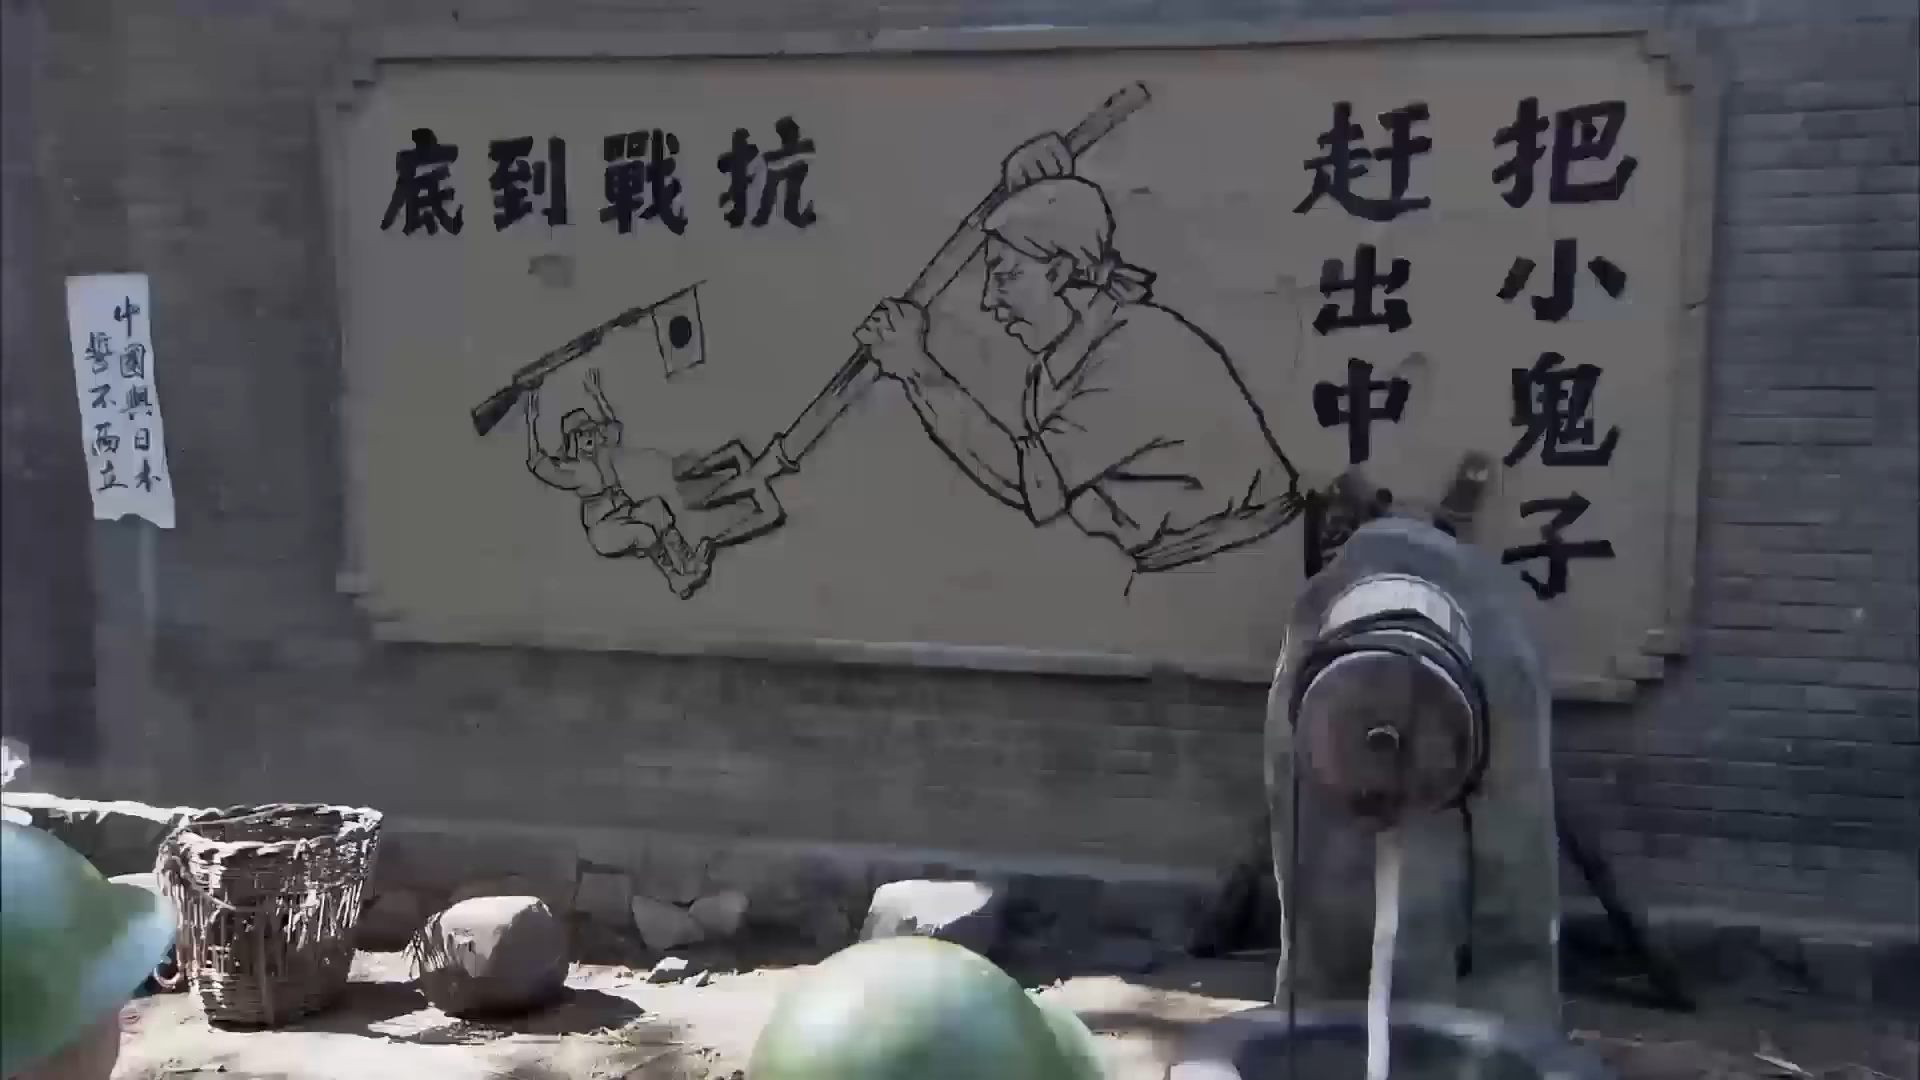 把小鬼子
赶出中國
抗戰到底
中國與日本
誓不兩立